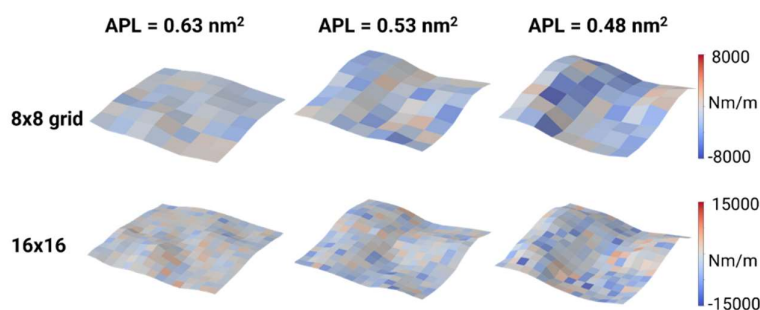 APL = 0.63 nm²
APL = 0.53 nm²
APL = 0.48 nm²
8x8 grid
8000
Nm/m
-8000
16x16
15000
Nm/m
-15000